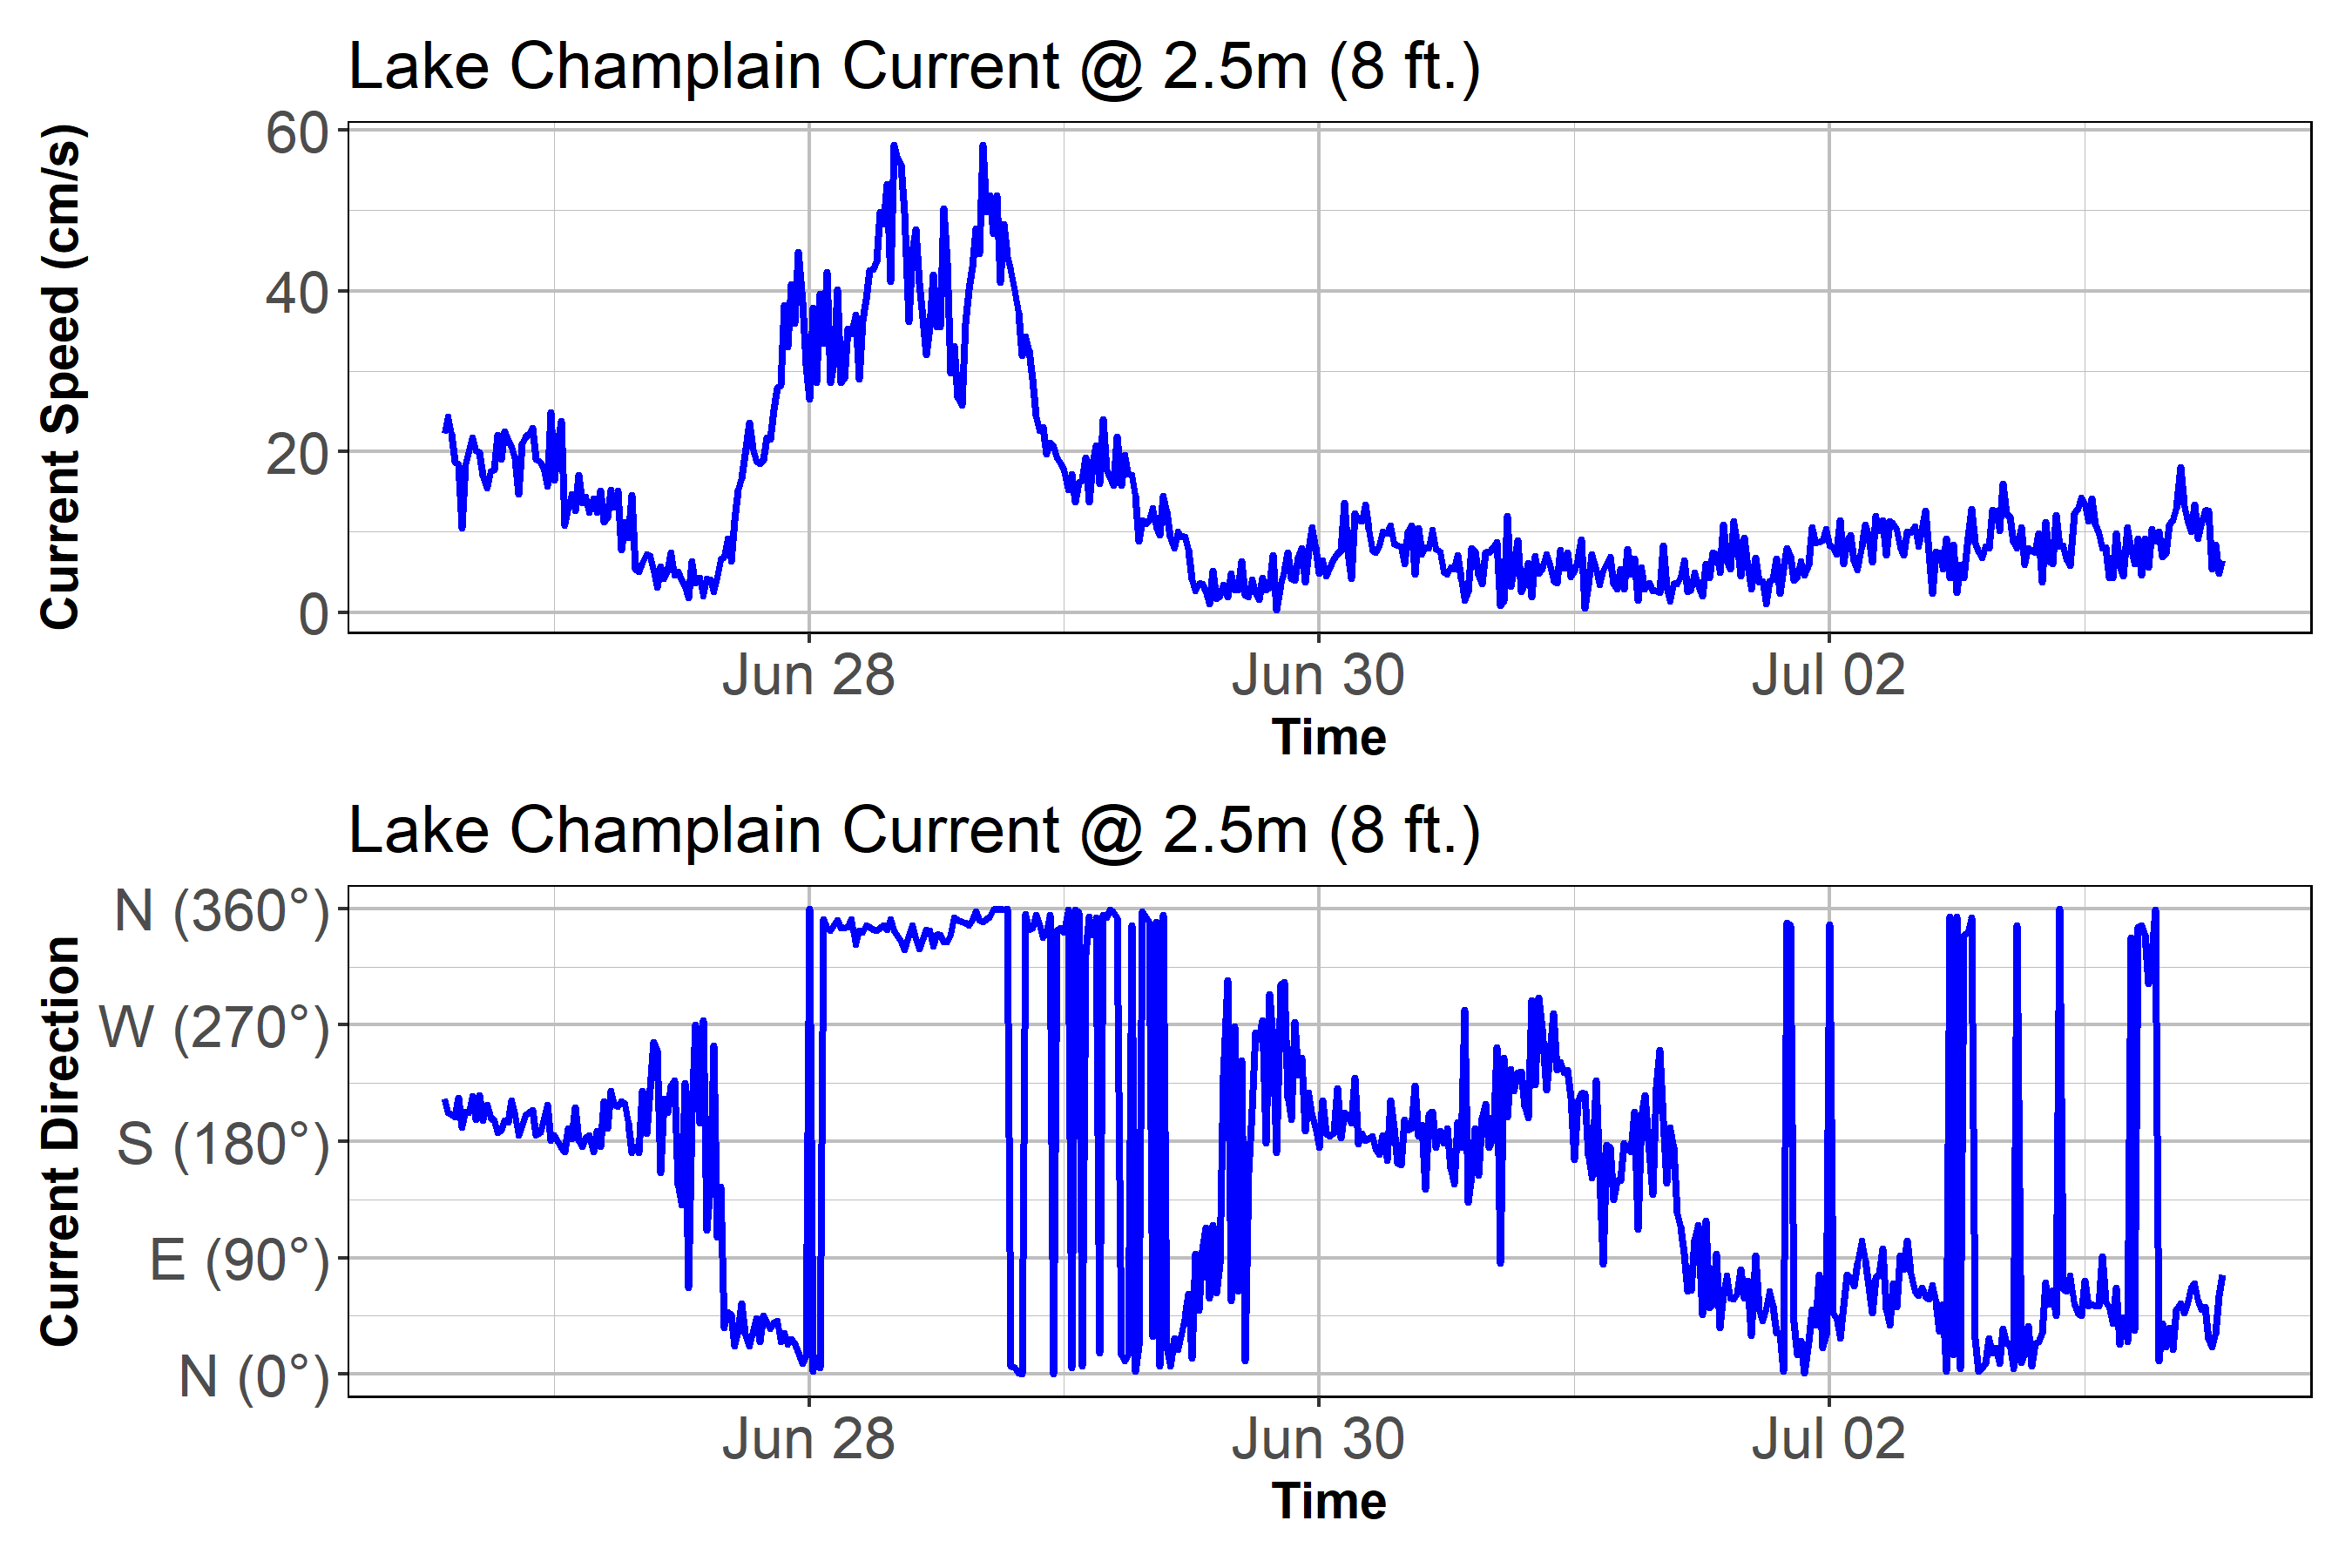 Lake Champlain Current @ 2.5m (8 ft.)
Current Speed (cm/s)
60
40
20
0
Jun 28
Jun 30
Jul 02
Time
Lake Champlain Current @ 2.5m (8 ft.)
Current Direction
N (360°)
W (270°)
S (180°)
E (90°)
N (0°)
Jun 28
Jun 30
Jul 02
Time